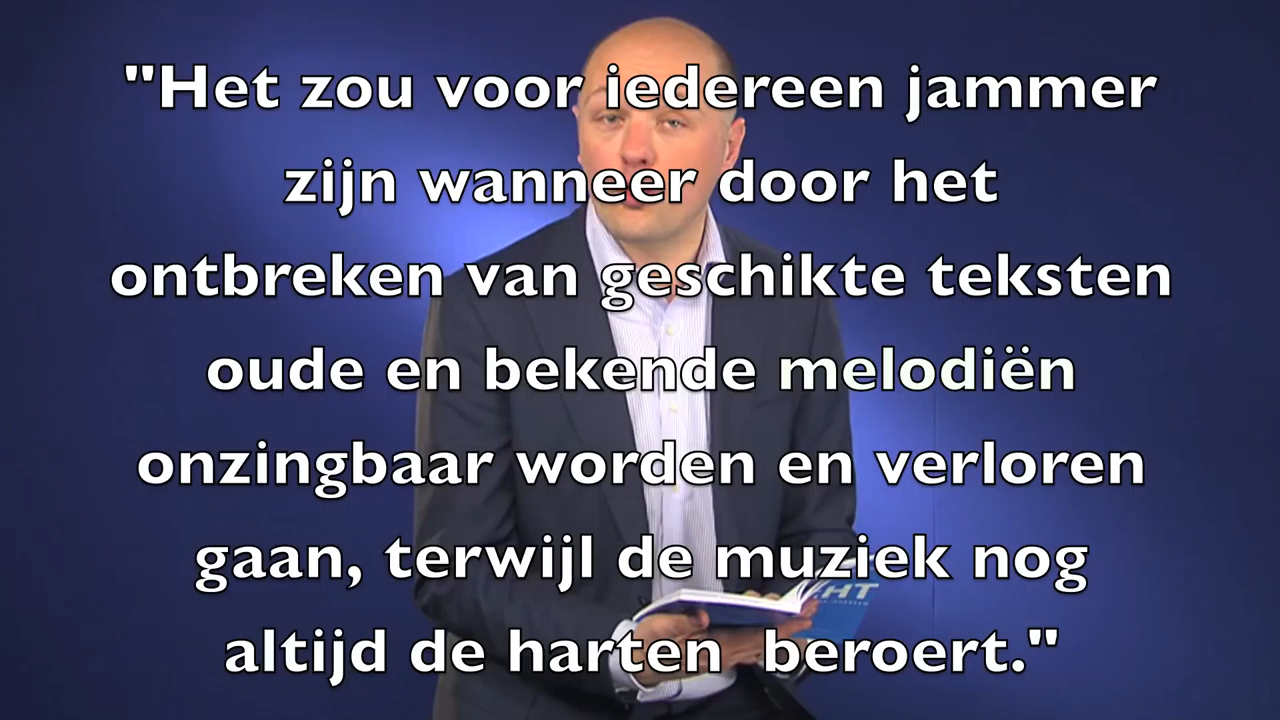 "Het zou voor iedereen jammer
zijn wanneer door het
ontbreken van geschikte teksten
oude en bekende melodiën
onzingbaar worden en verloren
gaan, terwijl de muziek nog
altijd de harten  beroert."